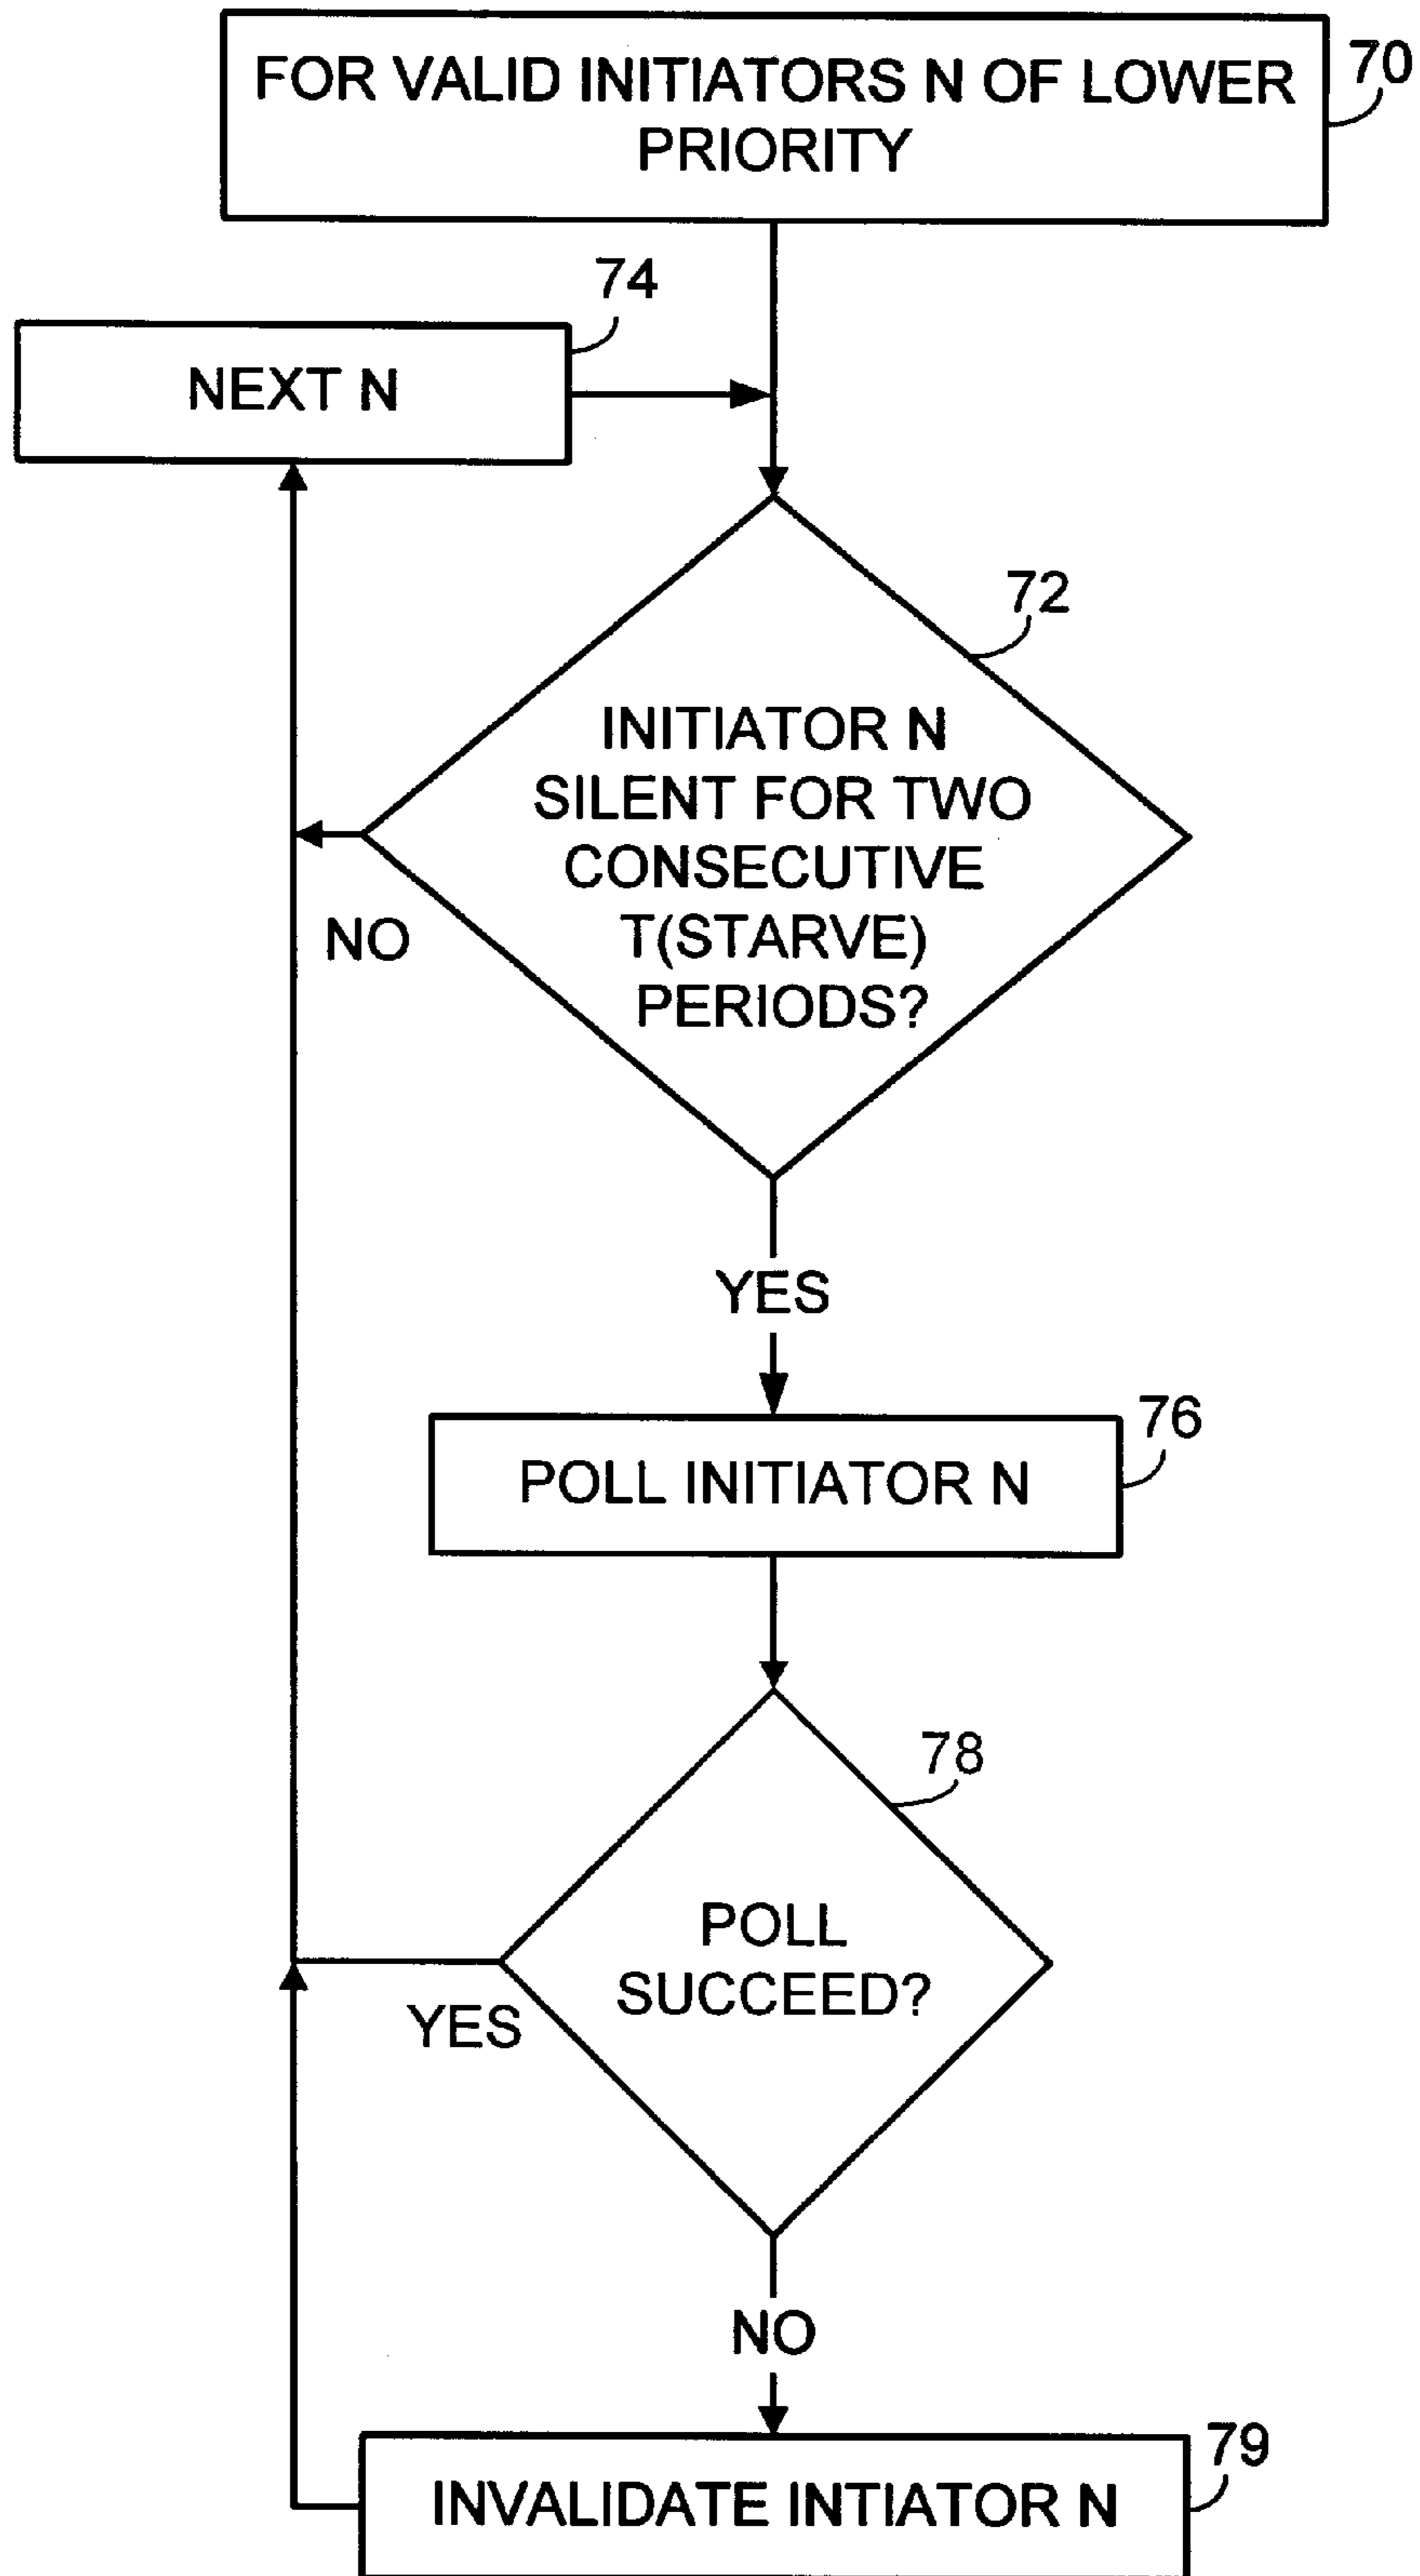 FOR VALID INITIATORS N OF LOWER
PRIORITY
70
74
NEXT N
72
INITIATOR N
SILENT FOR TWO
CONSECUTIVE
T(STARVE)
PERIODS?
NO
YES
76
POLL INITIATOR N
78
POLL
SUCCEED?
YES
NO
79
INVALIDATE INTIATOR N